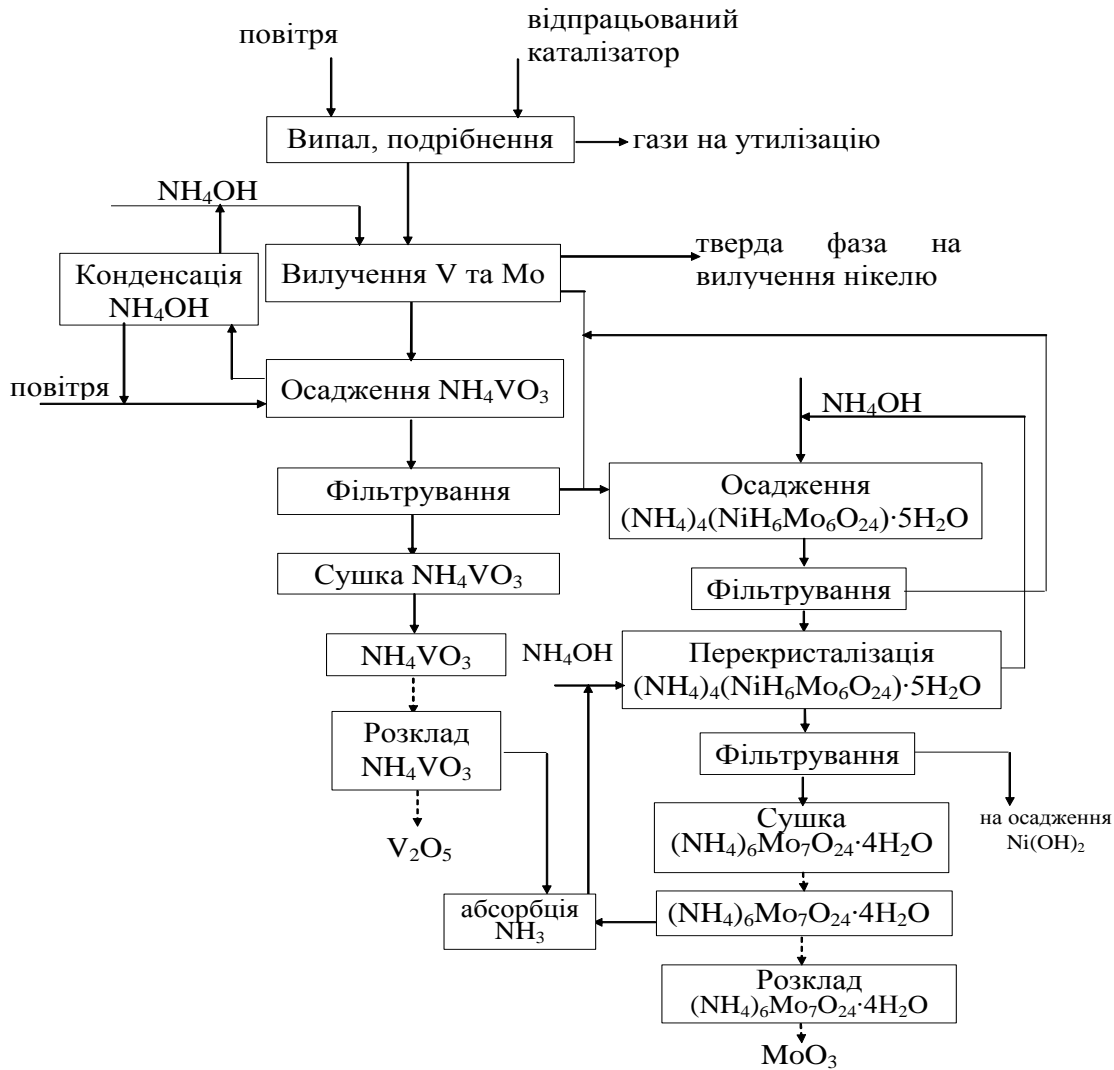 повітря
відпрацьований
каталізатор
Випал, подрібнення
гази на утилізацію
NH₄OH
Вилучення V та Mo
тверда фаза на
вилучення нікелю
Конденсація
NH₄OH
повітря
Осадження NH₄VO₃
NH₄OH
Фільтрування
Осадження
(NH₄)₄(NiH₆Mo₆O₂₄)·5H₂O
Сушка NH₄VO₃
Фільтрування
NH₄VO₃
NH₄OH
Перекристалізація
(NH₄)₄(NiH₆Mo₆O₂₄)·5H₂O
Розклад
NH₄VO₃
Фільтрування
V₂O₅
Сушка
(NH₄)₆Mo₇O₂₄·4H₂O
на осадження
Ni(OH)₂
абсорбція
NH₃
(NH₄)₆Mo₇O₂₄·4H₂O
Розклад
(NH₄)₆Mo₇O₂₄·4H₂O
MoO₃